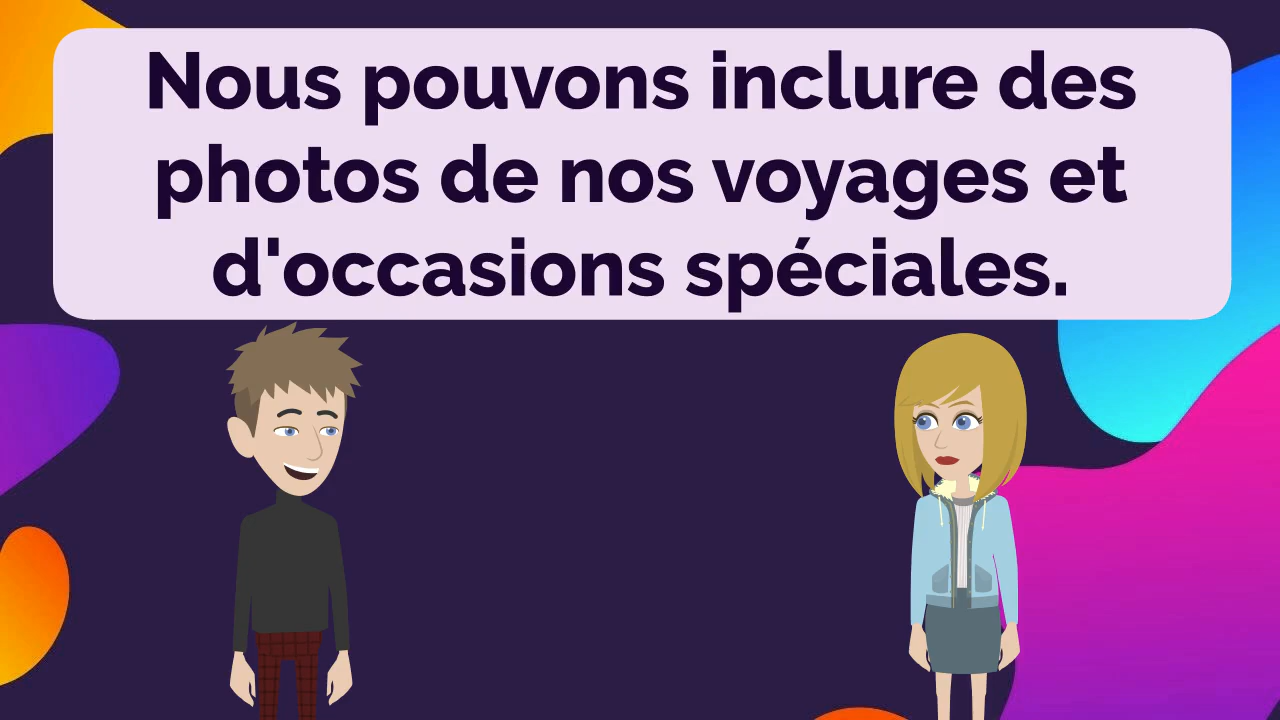 Nous pouvons inclure des
photos de nos voyages et
d'occasions spéciales.